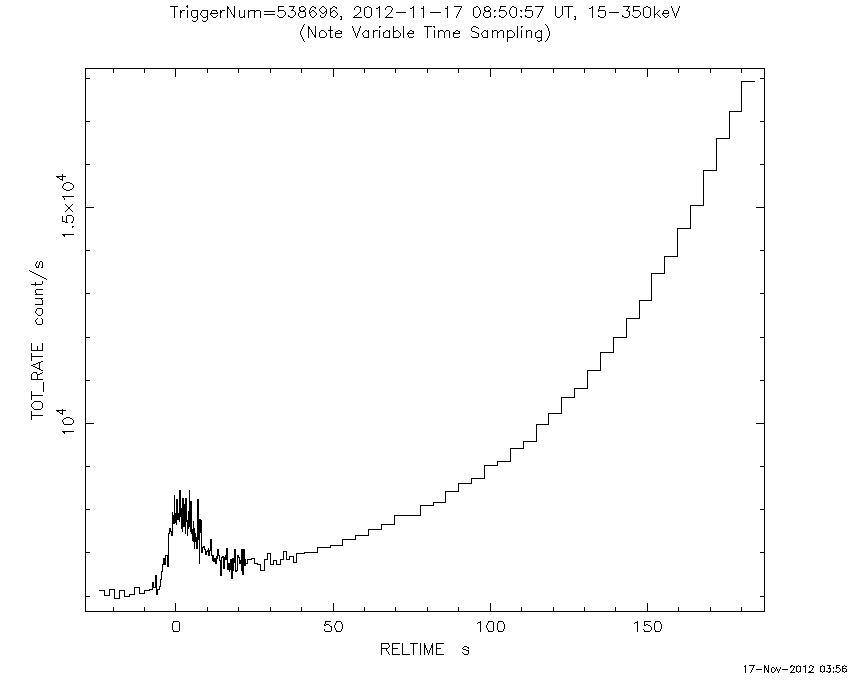 TriggerNum=538696, 2012-11-17 08:50:57 UT, 15-350keV
(Note Variable Time Sampling)
TOT_RATE count/s
1.5×10⁴
10⁴
0 50 100 150
RELTIME s
17-Nov-2012 03:56